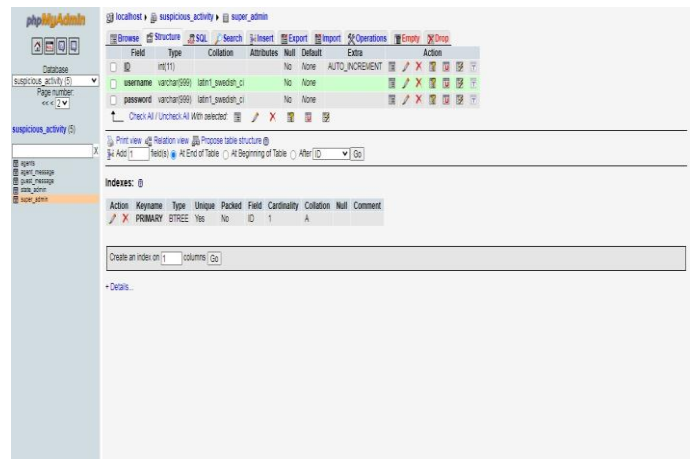 phpMyAdmin
Database
suspicious_activity (5)
Page number:
<< < 2
suspicious_activity (5)
X
agents
agent_message
guest_message
state_admin
super_admin
localhost ▸ suspicious_activity ▸ super_admin
Browse Structure SQL Search Insert Export Import Operations Empty Drop
Field Type Collation Attributes Null Default Extra Action
ID int(11) No None AUTO_INCREMENT
username varchar(999) latin1_swedish_ci No None
password varchar(999) latin1_swedish_ci No None
Check All / Uncheck All With selected:
Print view Relation view Propose table structure
Add 1 field(s) At End of Table At Beginning of Table After ID Go
Indexes:
Action Keyname Type Unique Packed Field Cardinality Collation Null Comment
PRIMARY BTREE Yes No ID 1 A
Create an index on 1 columns Go
+ Details...